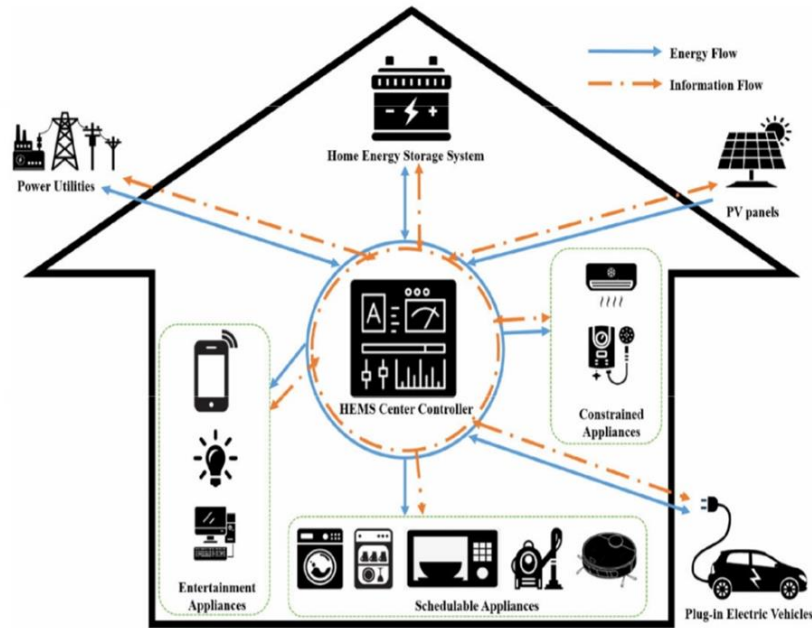 Energy Flow
Information Flow
Home Energy Storage System
Power Utilities
PV panels
A
HEMS Center Controller
Constrained
Appliances
Entertainment
Appliances
Schedulable Appliances
Plug-in Electric Vehicles